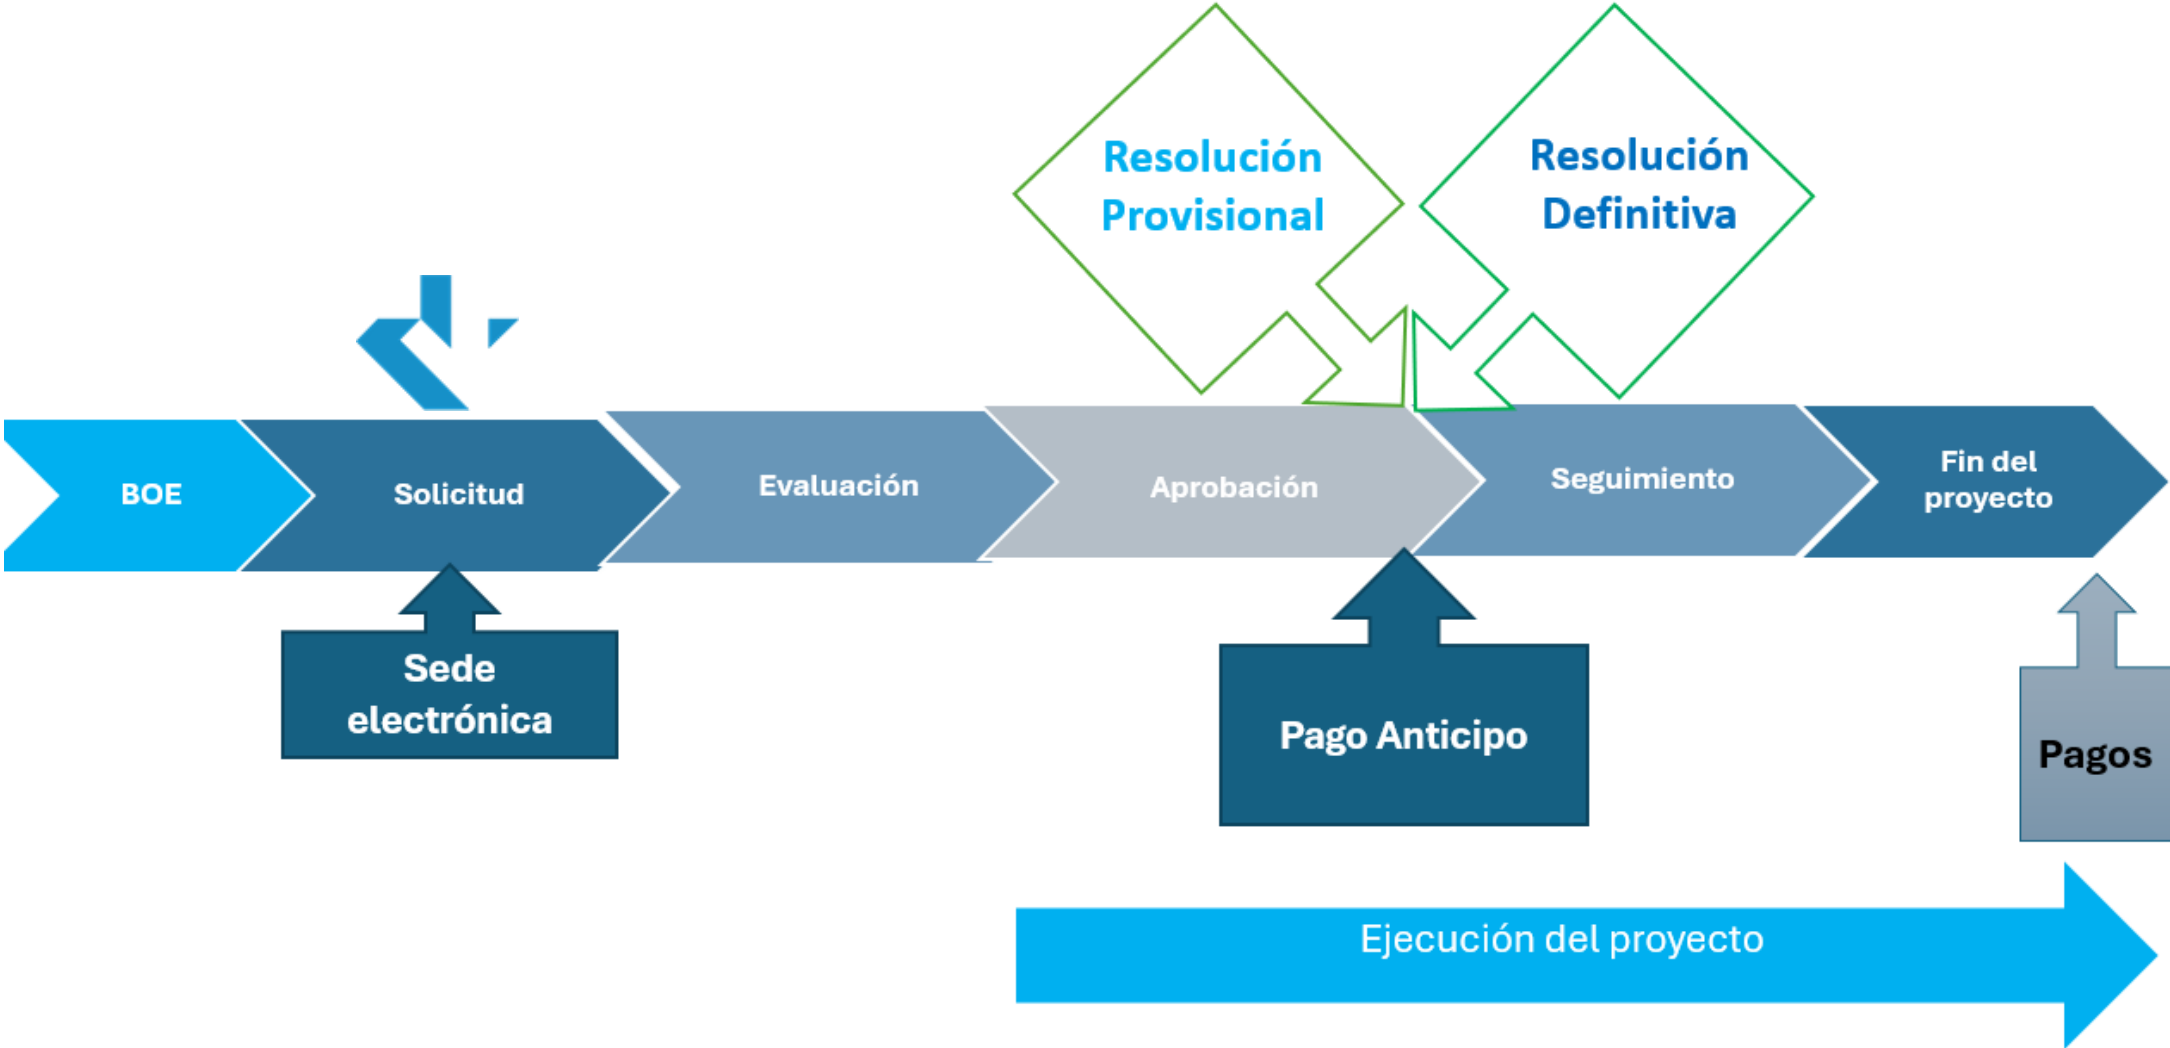 Resolución
Provisional
Resolución
Definitiva
BOE
Solicitud
Evaluación
Aprobación
Seguimiento
Fin del
proyecto
Sede
electrónica
Pago Anticipo
Pagos
Ejecución del proyecto